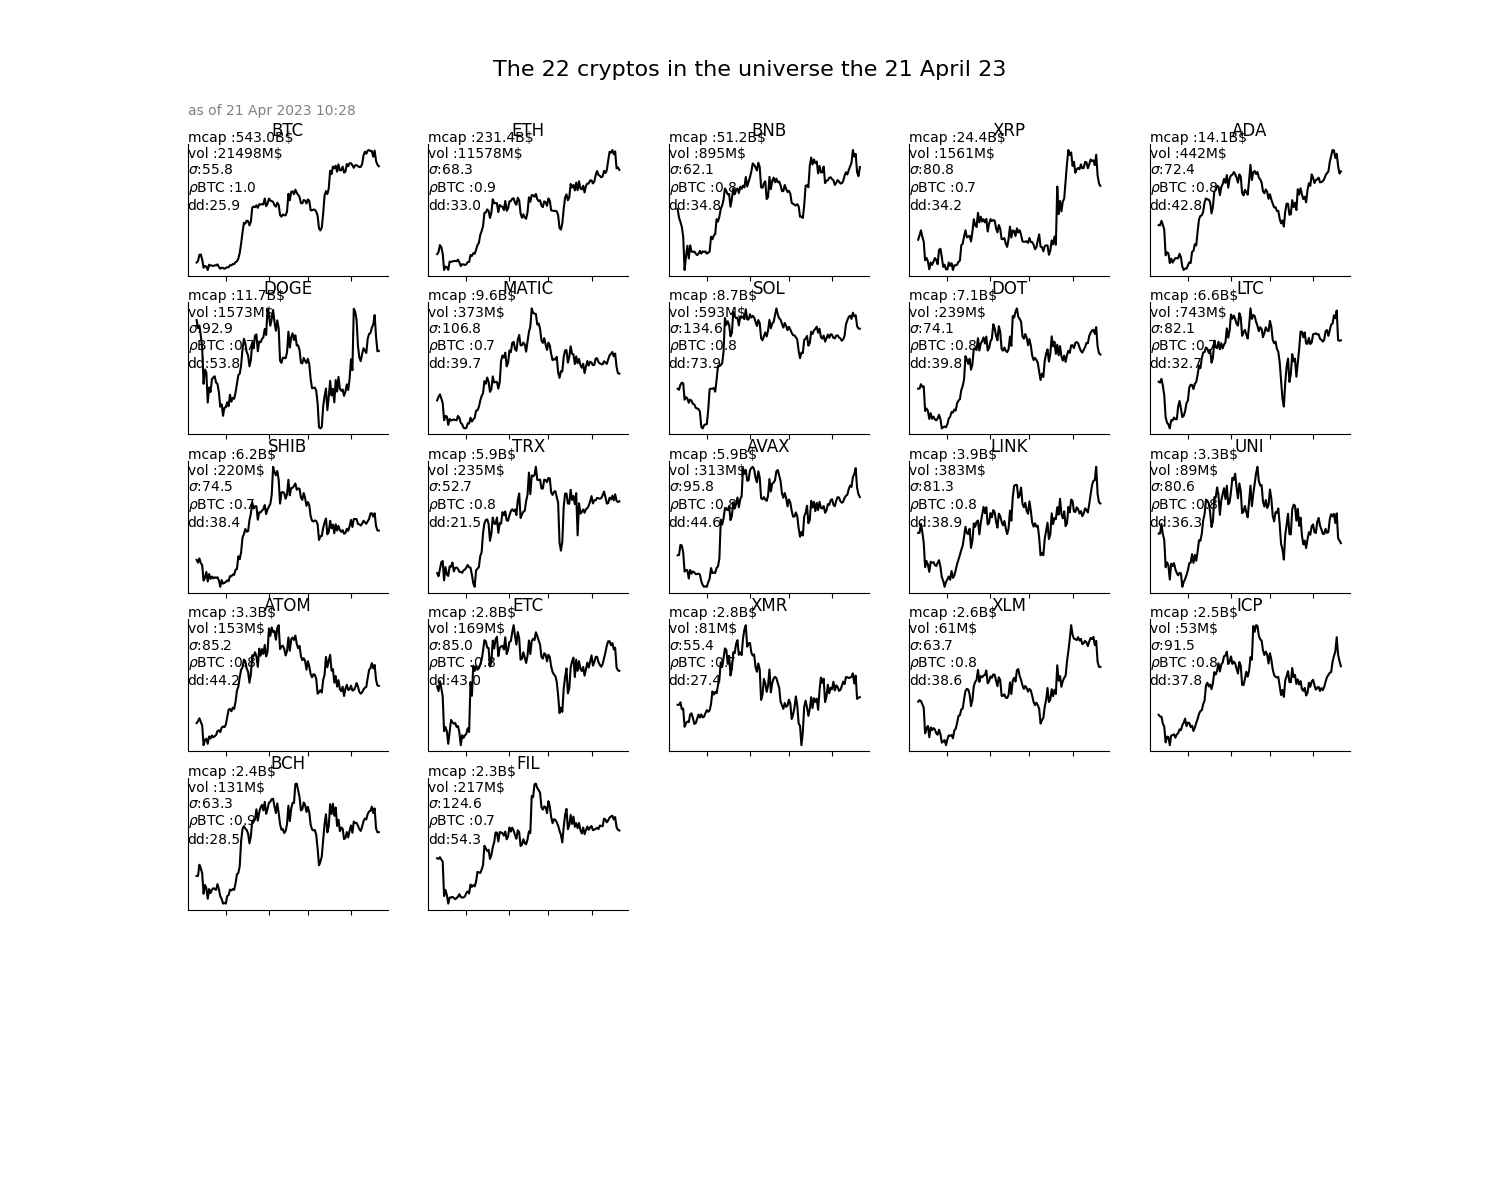 The 22 cryptos in the universe the 21 April 23
as of 21 Apr 2023 10:28
BTC
mcap :543.0B$
vol :21498M$
σ:55.8
ρBTC :1.0
dd:25.9
ETH
mcap :231.4B$
vol :11578M$
σ:68.3
ρBTC :0.9
dd:33.0
BNB
mcap :51.2B$
vol :895M$
σ:62.1
ρBTC :0.8
dd:34.8
XRP
mcap :24.4B$
vol :1561M$
σ:80.8
ρBTC :0.7
dd:34.2
ADA
mcap :14.1B$
vol :442M$
σ:72.4
ρBTC :0.8
dd:42.8
DOGE
mcap :11.7B$
vol :1573M$
σ:92.9
ρBTC :0.7
dd:53.8
MATIC
mcap :9.6B$
vol :373M$
σ:106.8
ρBTC :0.7
dd:39.7
SOL
mcap :8.7B$
vol :593M$
σ:134.6
ρBTC :0.8
dd:73.9
DOT
mcap :7.1B$
vol :239M$
σ:74.1
ρBTC :0.8
dd:39.8
LTC
mcap :6.6B$
vol :743M$
σ:82.1
ρBTC :0.7
dd:32.7
SHIB
mcap :6.2B$
vol :220M$
σ:74.5
ρBTC :0.7
dd:38.4
TRX
mcap :5.9B$
vol :235M$
σ:52.7
ρBTC :0.8
dd:21.5
AVAX
mcap :5.9B$
vol :313M$
σ:95.8
ρBTC :0.8
dd:44.6
LINK
mcap :3.9B$
vol :383M$
σ:81.3
ρBTC :0.8
dd:38.9
UNI
mcap :3.3B$
vol :89M$
σ:80.6
ρBTC :0.8
dd:36.3
ATOM
mcap :3.3B$
vol :153M$
σ:85.2
ρBTC :0.8
dd:44.2
ETC
mcap :2.8B$
vol :169M$
σ:85.0
ρBTC :0.8
dd:43.0
XMR
mcap :2.8B$
vol :81M$
σ:55.4
ρBTC :0.7
dd:27.4
XLM
mcap :2.6B$
vol :61M$
σ:63.7
ρBTC :0.8
dd:38.6
ICP
mcap :2.5B$
vol :53M$
σ:91.5
ρBTC :0.8
dd:37.8
BCH
mcap :2.4B$
vol :131M$
σ:63.3
ρBTC :0.9
dd:28.5
FIL
mcap :2.3B$
vol :217M$
σ:124.6
ρBTC :0.7
dd:54.3